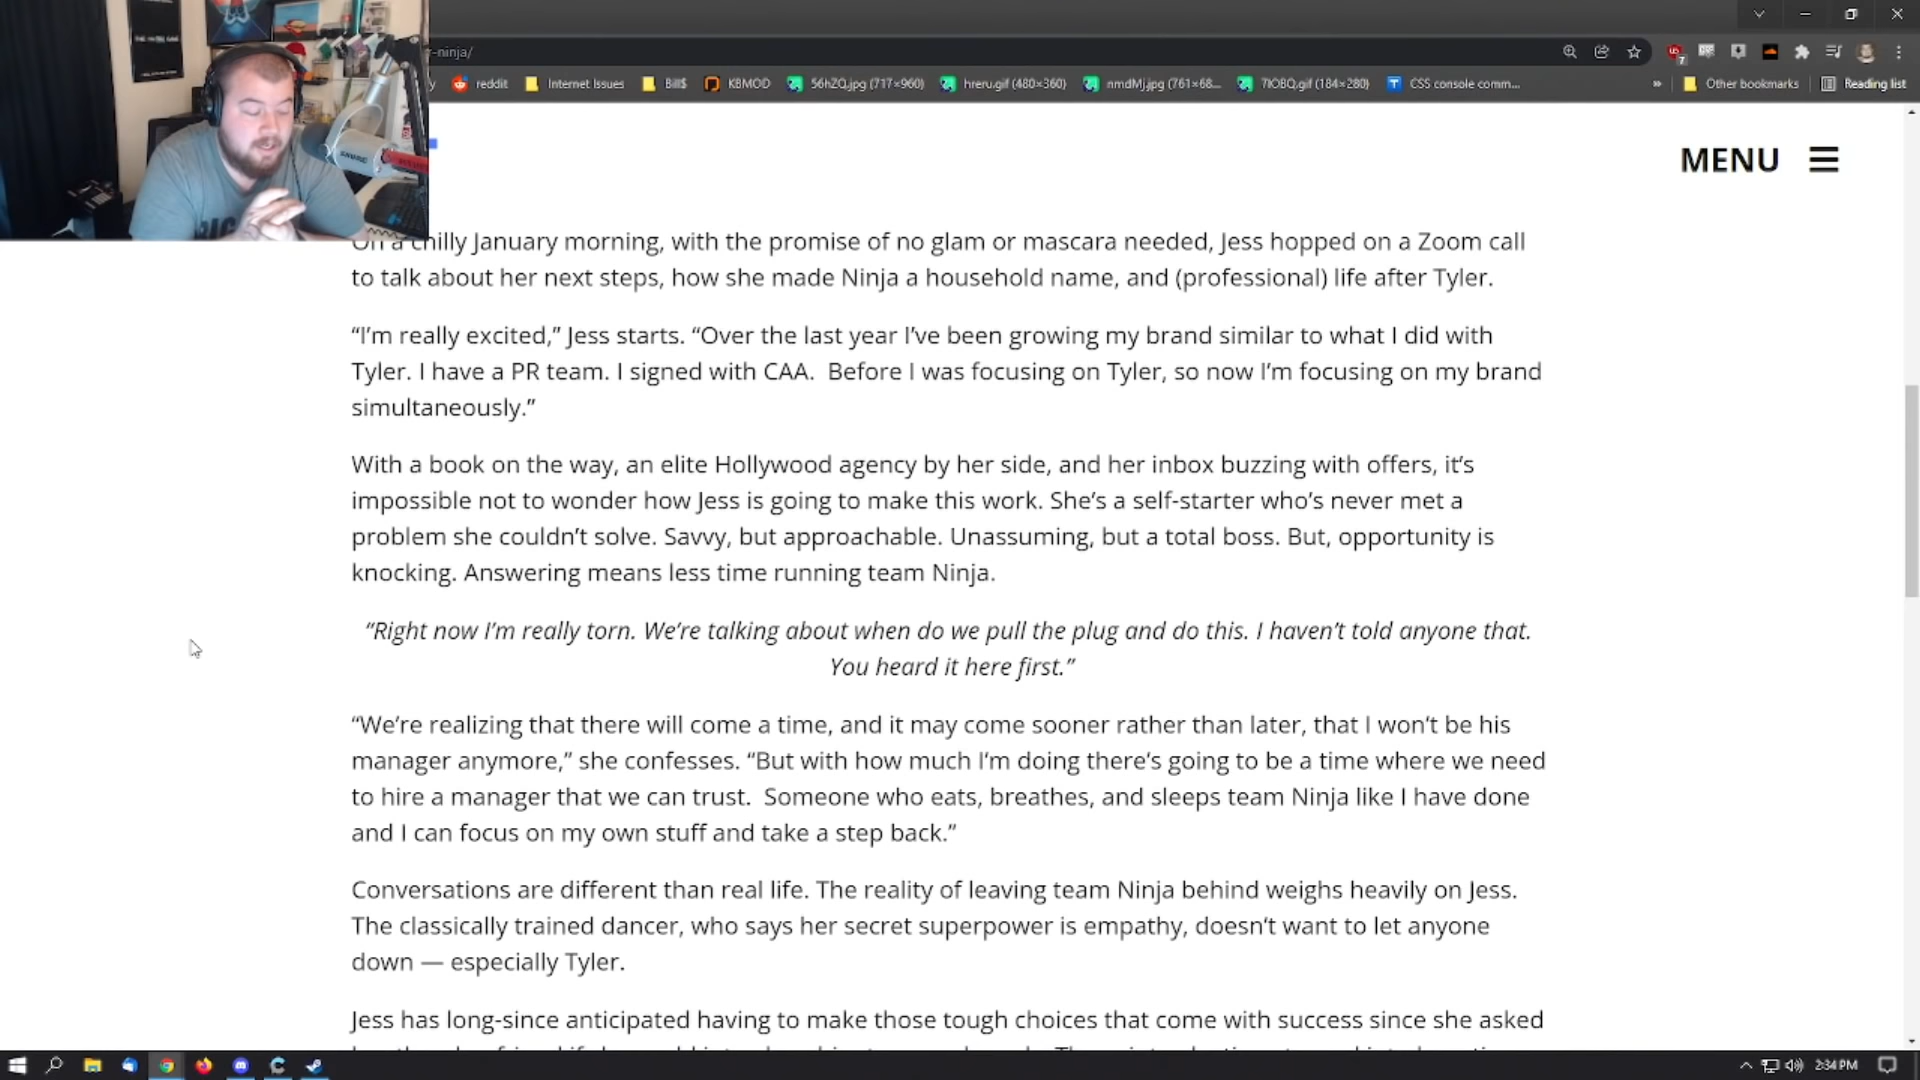 r-ninja/
y
reddit
Internet Issues
Bill$
KBMOD
56hZQ.jpg (717×960)
hreru.gif (480×360)
nmdMj.jpg (761×68...
7IOBQ.gif (184×280)
CSS console comm...
»
Other bookmarks
Reading list
SHURE
MENU
On a chilly January morning, with the promise of no glam or mascara needed, Jess hopped on a Zoom call
to talk about her next steps, how she made Ninja a household name, and (professional) life after Tyler.
“I’m really excited,” Jess starts. “Over the last year I’ve been growing my brand similar to what I did with
Tyler. I have a PR team. I signed with CAA.  Before I was focusing on Tyler, so now I’m focusing on my brand
simultaneously.”
With a book on the way, an elite Hollywood agency by her side, and her inbox buzzing with offers, it’s
impossible not to wonder how Jess is going to make this work. She’s a self-starter who’s never met a
problem she couldn’t solve. Savvy, but approachable. Unassuming, but a total boss. But, opportunity is
knocking. Answering means less time running team Ninja.
“Right now I’m really torn. We’re talking about when do we pull the plug and do this. I haven’t told anyone that.
You heard it here first.”
“We’re realizing that there will come a time, and it may come sooner rather than later, that I won’t be his
manager anymore,” she confesses. “But with how much I’m doing there’s going to be a time where we need
to hire a manager that we can trust.  Someone who eats, breathes, and sleeps team Ninja like I have done
and I can focus on my own stuff and take a step back.”
Conversations are different than real life. The reality of leaving team Ninja behind weighs heavily on Jess.
The classically trained dancer, who says her secret superpower is empathy, doesn’t want to let anyone
down — especially Tyler.
Jess has long-since anticipated having to make those tough choices that come with success since she asked
2:34 PM